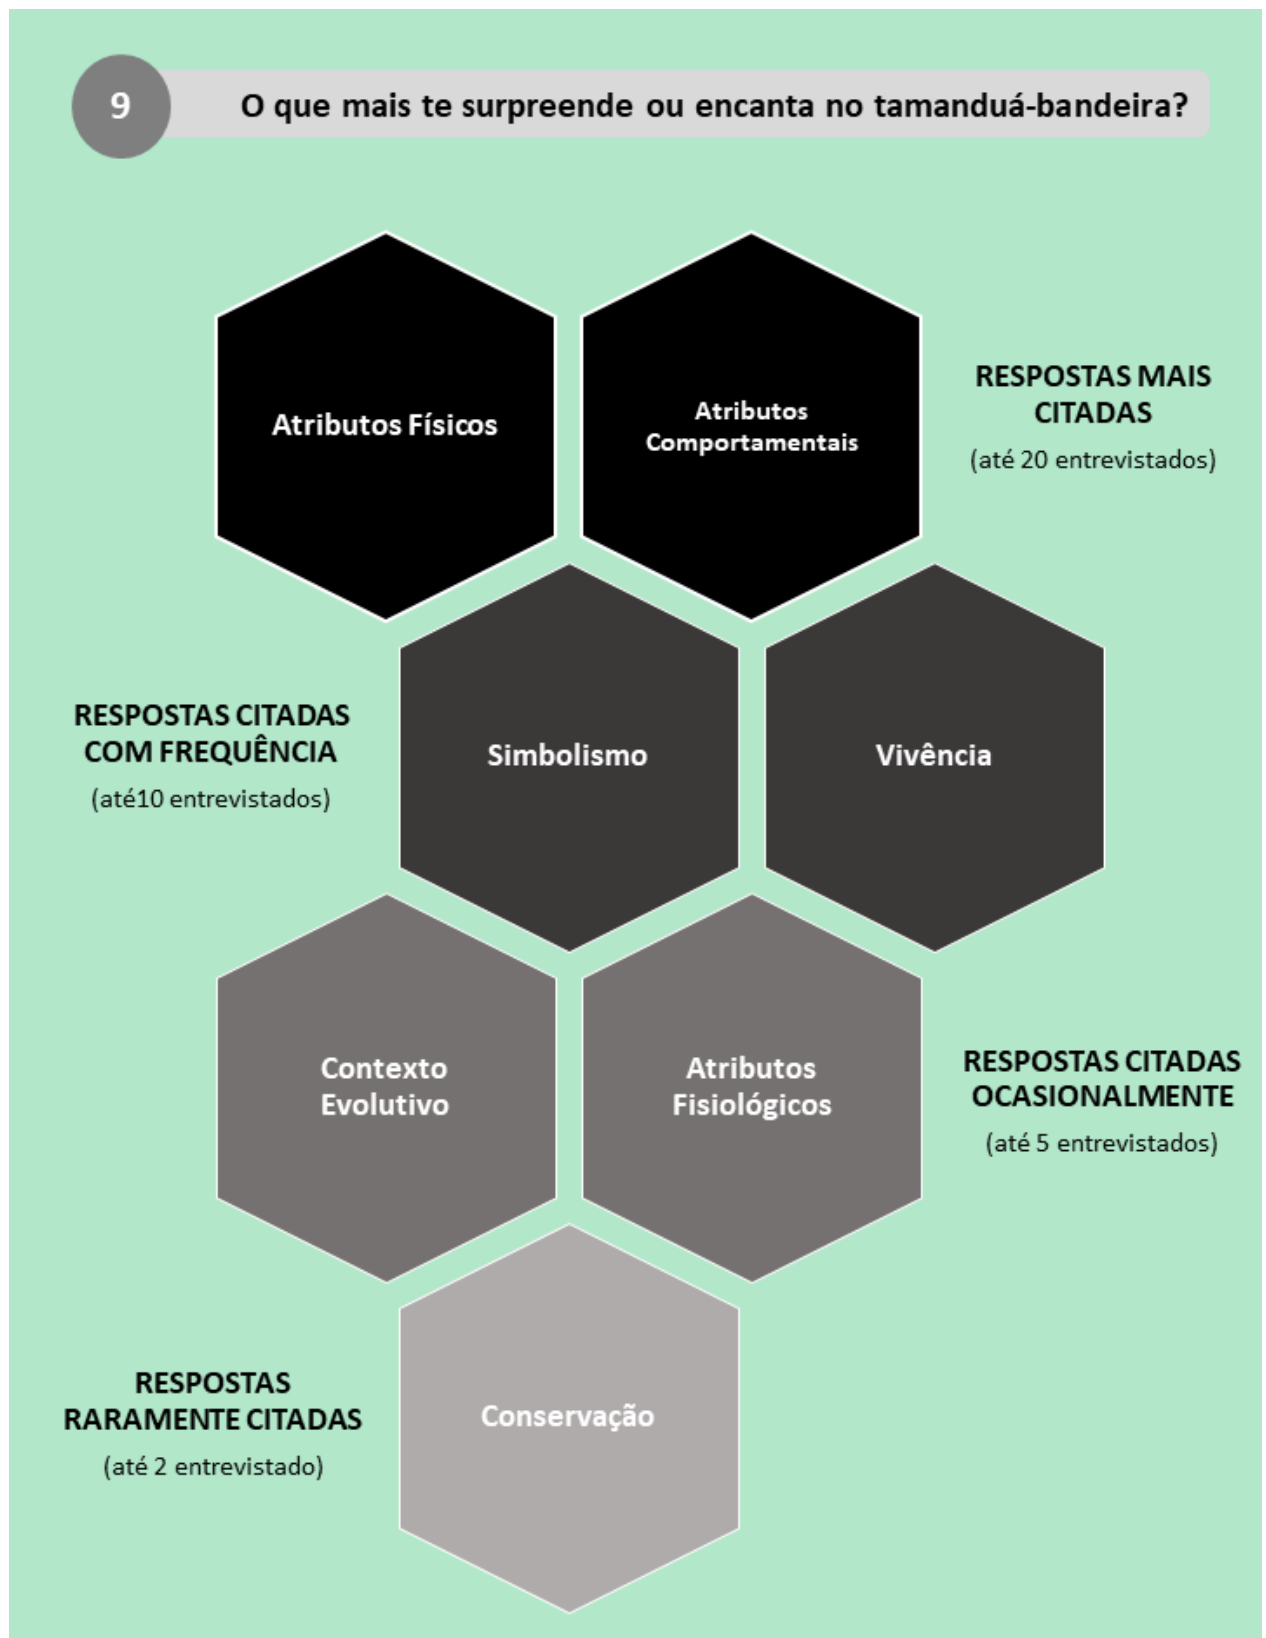 9
O que mais te surpreende ou encanta no tamanduá-bandeira?
Atributos Físicos
Atributos
Comportamentais
RESPOSTAS MAIS
CITADAS
(até 20 entrevistados)
RESPOSTAS CITADAS
COM FREQUÊNCIA
(até10 entrevistados)
Simbolismo
Vivência
Contexto
Evolutivo
Atributos
Fisiológicos
RESPOSTAS CITADAS
OCASIONALMENTE
(até 5 entrevistados)
RESPOSTAS
RARAMENTE CITADAS
(até 2 entrevistado)
Conservação